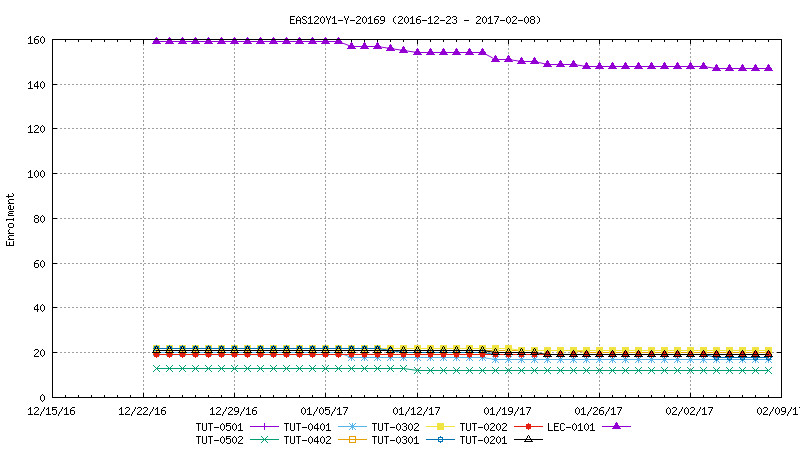 EAS120Y1-Y-20169 (2016-12-23 - 2017-02-08)
160
140
120
100
80
60
40
20
0
Enrolment
12/15/16 12/22/16 12/29/16 01/05/17 01/12/17 01/19/17 01/26/17 02/02/17 02/09/17
TUT-0501 TUT-0401 TUT-0302 TUT-0202 LEC-0101
TUT-0502 TUT-0402 TUT-0301 TUT-0201